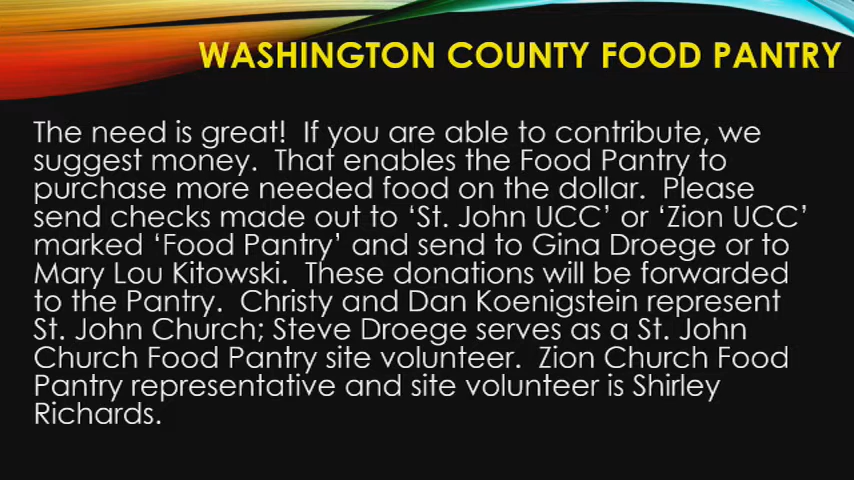 WASHINGTON COUNTY FOOD PANTRY
The need is great!  If you are able to contribute, we
suggest money.  That enables the Food Pantry to
purchase more needed food on the dollar.  Please
send checks made out to ‘St. John UCC’ or ‘Zion UCC’
marked ‘Food Pantry’ and send to Gina Droege or to
Mary Lou Kitowski.  These donations will be forwarded
to the Pantry.  Christy and Dan Koenigstein represent
St. John Church; Steve Droege serves as a St. John
Church Food Pantry site volunteer.  Zion Church Food
Pantry representative and site volunteer is Shirley
Richards.